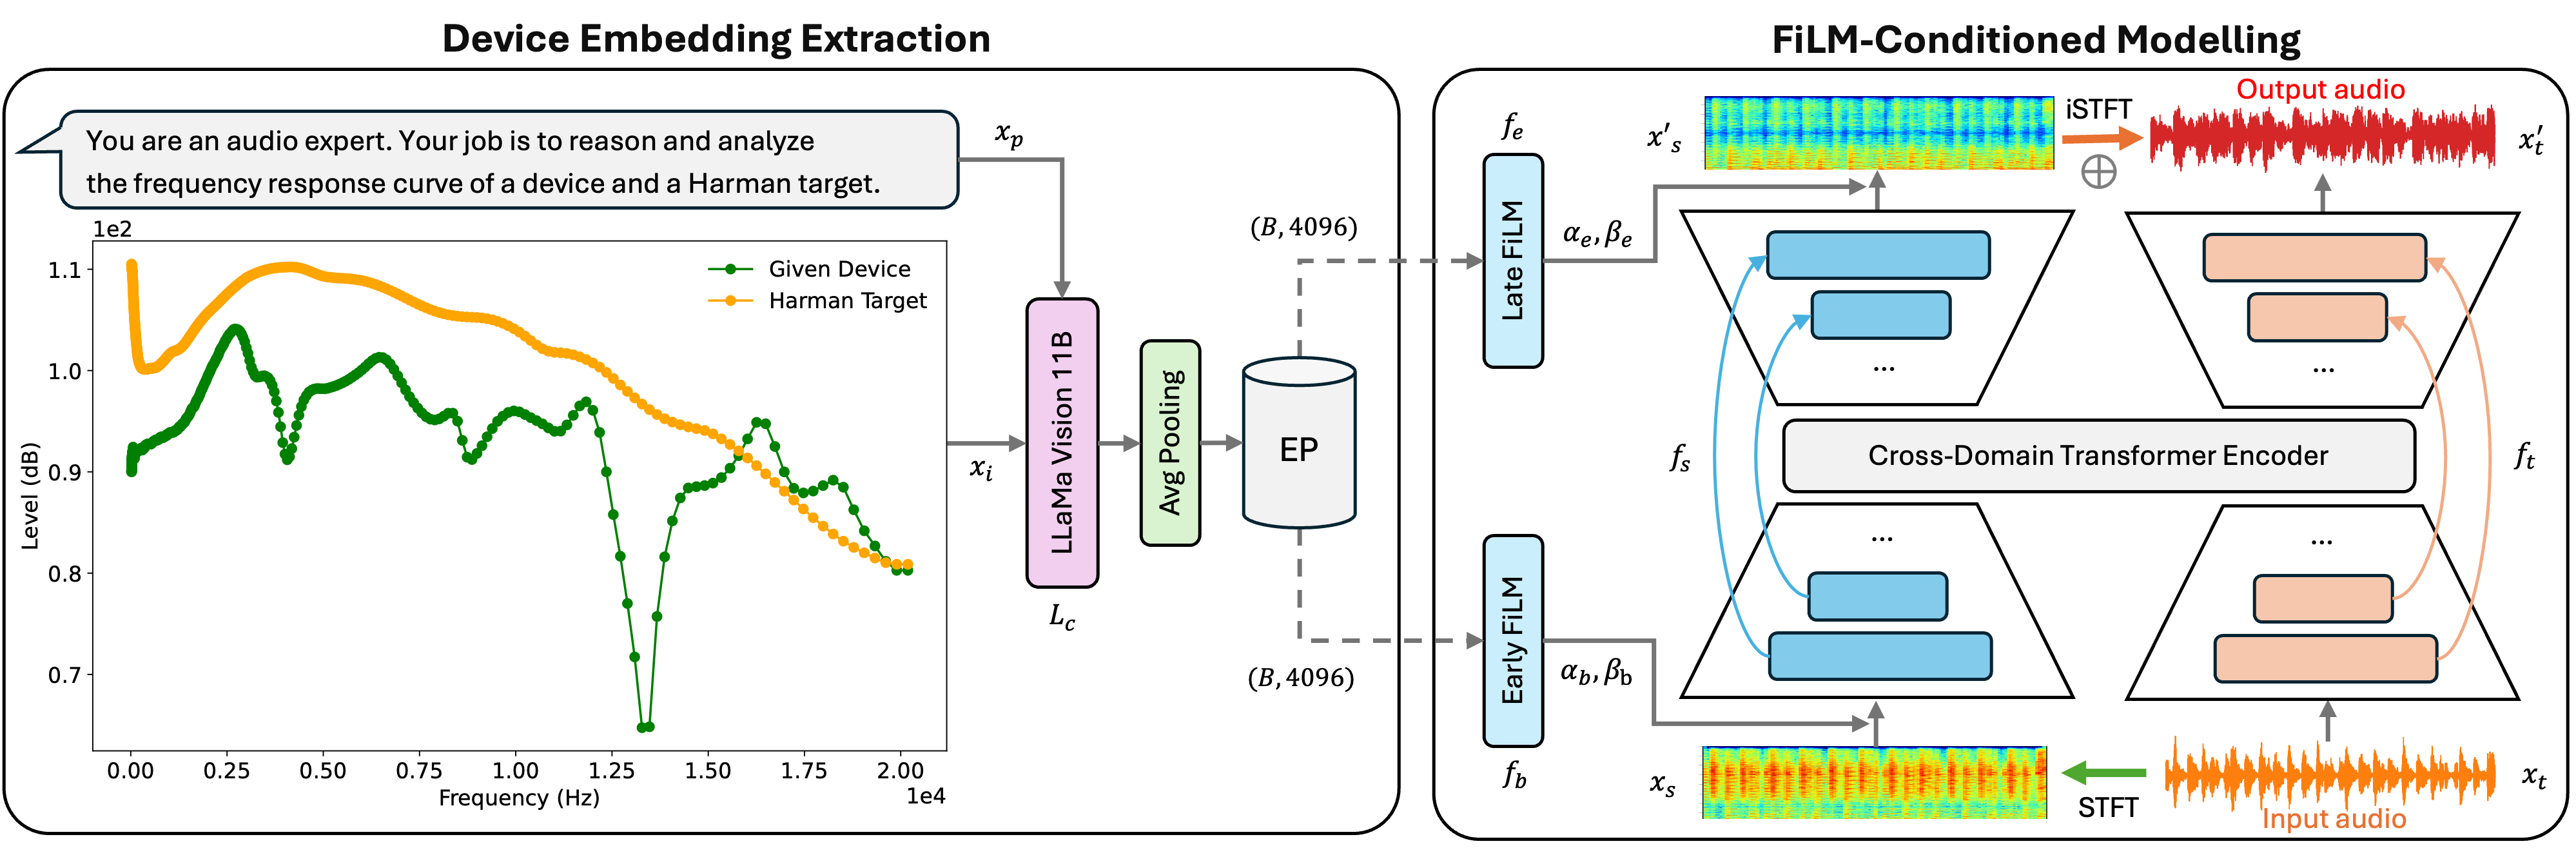 Device Embedding Extraction
You are an audio expert. Your job is to reason and analyze
the frequency response curve of a device and a Harman target.
1e2
1.1
1.0
0.9
0.8
0.7
Level (dB)
Given Device
Harman Target
0.00 0.25 0.50 0.75 1.00 1.25 1.50 1.75 2.00
Frequency (Hz)
1e4
x_p
x_i
LLaMa Vision 11B
L_c
Avg Pooling
EP
(B, 4096)
(B, 4096)
FiLM-Conditioned Modelling
f_e
Late FiLM
α_e, β_e
Early FiLM
f_b
α_b, β_b
x'_s
iSTFT
Output audio
x'_t
...
...
f_s
Cross-Domain Transformer Encoder
f_t
...
...
x_s
STFT
Input audio
x_t